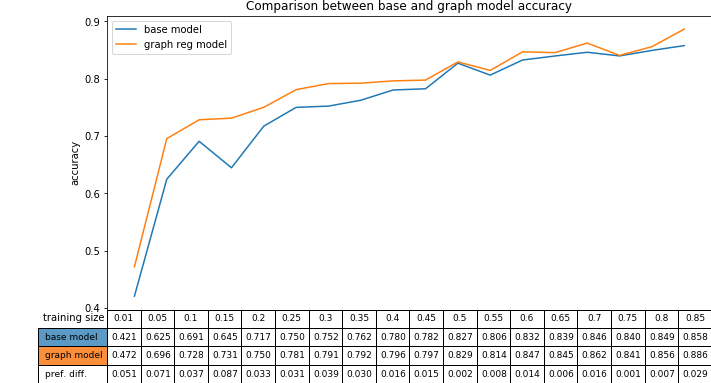 Comparison between base and graph model accuracy
0.9
base model
graph reg model
0.8
0.7
accuracy
0.6
0.5
0.4
training size 0.01 0.05 0.1 0.15 0.2 0.25 0.3 0.35 0.4 0.45 0.5 0.55 0.6 0.65 0.7 0.75 0.8 0.85
base model 0.421 0.625 0.691 0.645 0.717 0.750 0.752 0.762 0.780 0.782 0.827 0.806 0.832 0.839 0.846 0.840 0.849 0.858
graph model 0.472 0.696 0.728 0.731 0.750 0.781 0.791 0.792 0.796 0.797 0.829 0.814 0.847 0.845 0.862 0.841 0.856 0.886
pref. diff. 0.051 0.071 0.037 0.087 0.033 0.031 0.039 0.030 0.016 0.015 0.002 0.008 0.014 0.006 0.016 0.001 0.007 0.029